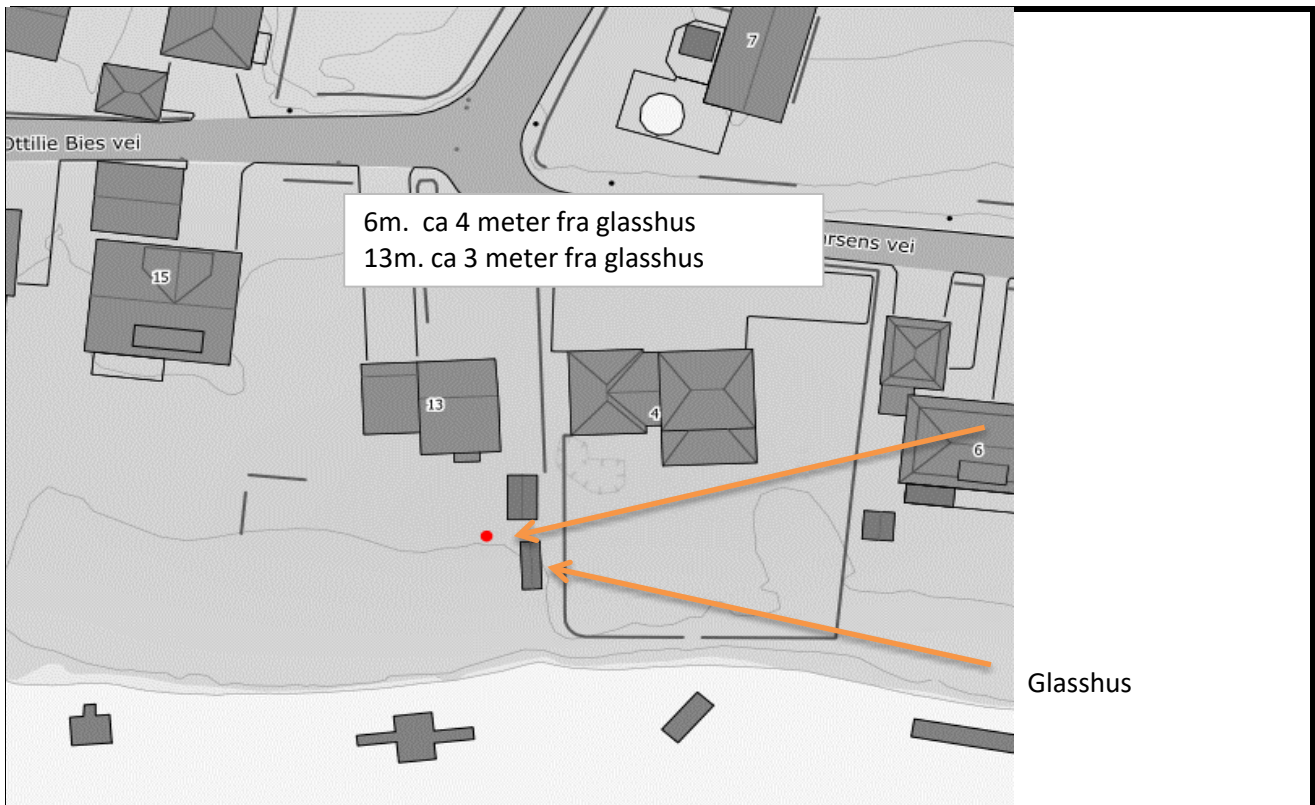 7
Ottilie Bies vei
6m. ca 4 meter fra glasshus
13m. ca 3 meter fra glasshus
rsens vei
15
13
4
6
Glasshus